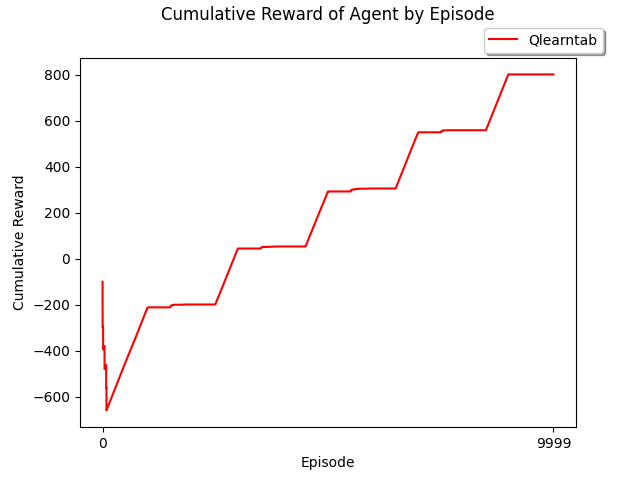 Cumulative Reward of Agent by Episode
Qlearntab
800
600
400
200
0
−200
−400
−600
Cumulative Reward
0
9999
Episode